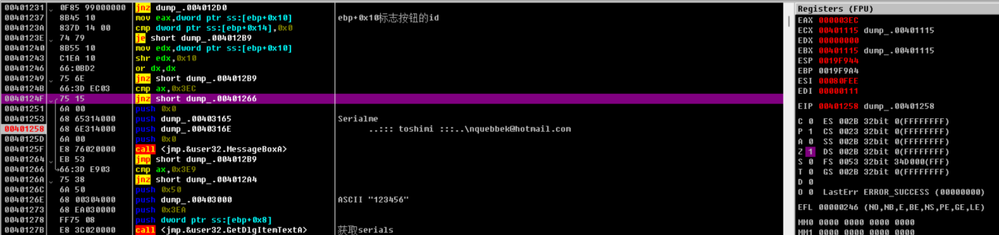 00401231 0F85 99000000 jnz dump_.004012D0 Registers (FPU)
00401237 8B45 10 mov eax,dword ptr ss:[ebp+0x10] ebp+0x10标志按钮的id EAX 000003EC
0040123A 837D 14 00 cmp dword ptr ss:[ebp+0x14],0x0 ECX 00401115 dump_.00401115
0040123E 74 79 je short dump_.004012B9 EDX 00000000
00401240 8B55 10 mov edx,dword ptr ss:[ebp+0x10] EBX 00401115 dump_.00401115
00401243 C1EA 10 shr edx,0x10 ESP 0019F944
00401246 66:0BD2 or dx,dx EBP 0019F9A4
00401249 75 6E jnz short dump_.004012B9 ESI 00080FEE
0040124B 66:3D EC03 cmp ax,0x3EC EDI 00000111
0040124F 75 15 jnz short dump_.00401266
00401251 6A 00 push 0x0 EIP 00401258 dump_.00401258
00401253 68 65314000 push dump_.00403165 Serialme C 0 ES 002B 32bit 0(FFFFFFFF)
00401258 68 6E314000 push dump_.0040316E ..::: toshimi :::..\nquebbek@hotmail.com P 1 CS 0023 32bit 0(FFFFFFFF)
0040125D 6A 00 push 0x0 A 0 SS 002B 32bit 0(FFFFFFFF)
0040125F E8 76020000 call <jmp.&user32.MessageBoxA> Z 1 DS 002B 32bit 0(FFFFFFFF)
00401264 EB 53 jmp short dump_.004012B9 S 0 FS 0053 32bit 34D000(FFF)
00401266 66:3D E903 cmp ax,0x3E9 T 0 GS 002B 32bit 0(FFFFFFFF)
0040126A 75 38 jnz short dump_.004012A4 D 0
0040126C 6A 50 push 0x50 O 0 LastErr ERROR_SUCCESS (00000000)
0040126E 68 00304000 push dump_.00403000 ASCII "123456"
00401273 68 EA030000 push 0x3EA EFL 00000246 (NO,NB,E,BE,NS,PE,GE,LE)
00401278 FF75 08 push dword ptr ss:[ebp+0x8] MM0 0000 0000 0000 0000
0040127B E8 3C020000 call <jmp.&user32.GetDlgItemTextA> 获取serials MM1 0000 0000 0000 0000